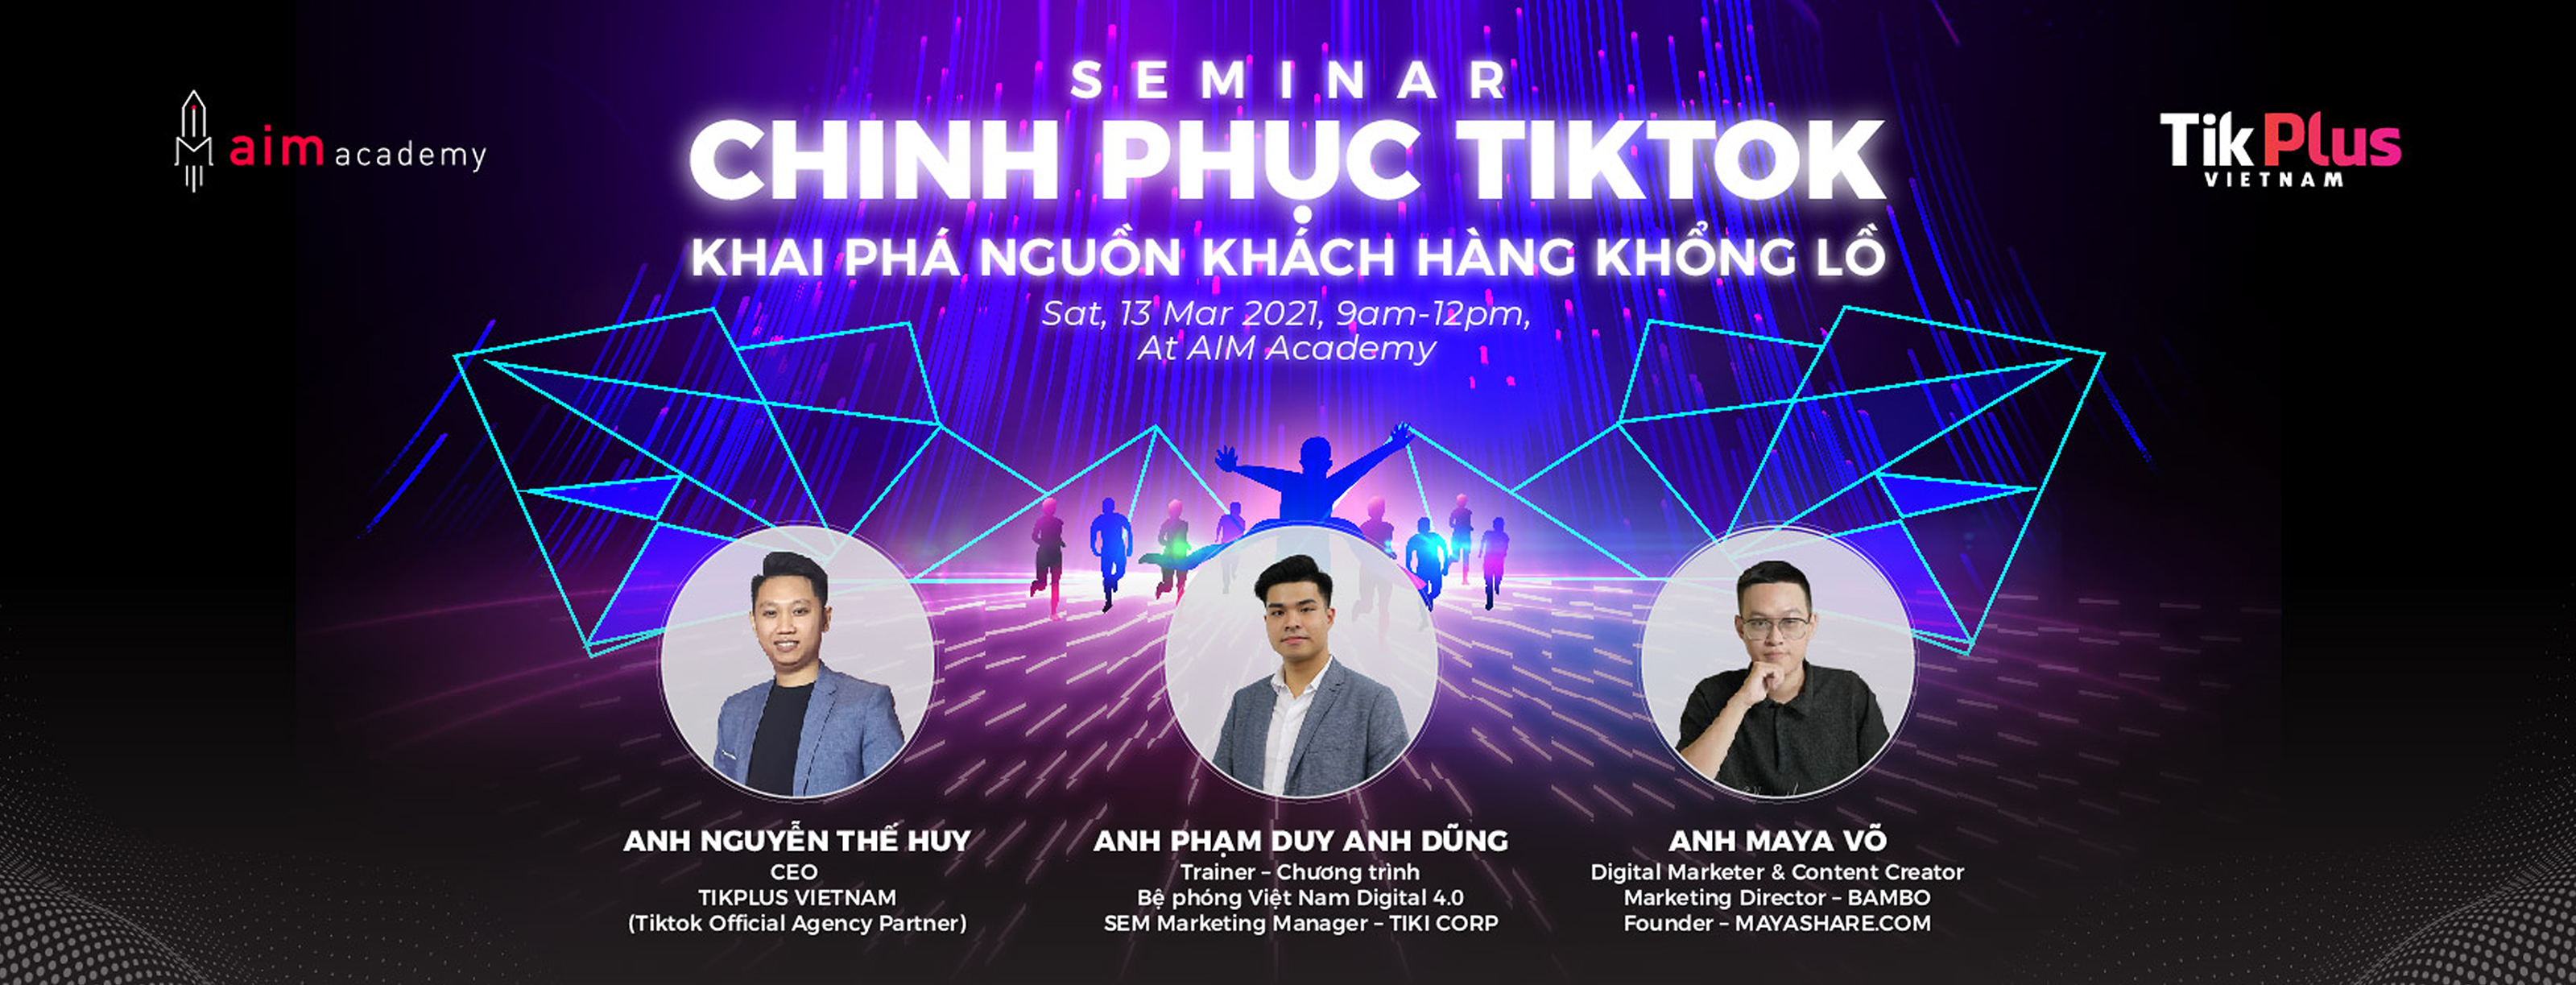 aim academy
SEMINAR
CHINH PHỤC TIKTOK
KHAI PHÁ NGUỒN KHÁCH HÀNG KHỔNG LỒ
Sat, 13 Mar 2021, 9am-12pm,
At AIM Academy
TikPlus
VIETNAM
ANH NGUYỄN THẾ HUY
CEO
TIKPLUS VIETNAM
(Tiktok Official Agency Partner)
ANH PHẠM DUY ANH DŨNG
Trainer – Chương trình
Bệ phóng Việt Nam Digital 4.0
SEM Marketing Manager – TIKI CORP
ANH MAYA VÕ
Digital Marketer & Content Creator
Marketing Director – BAMBO
Founder – MAYASHARE.COM